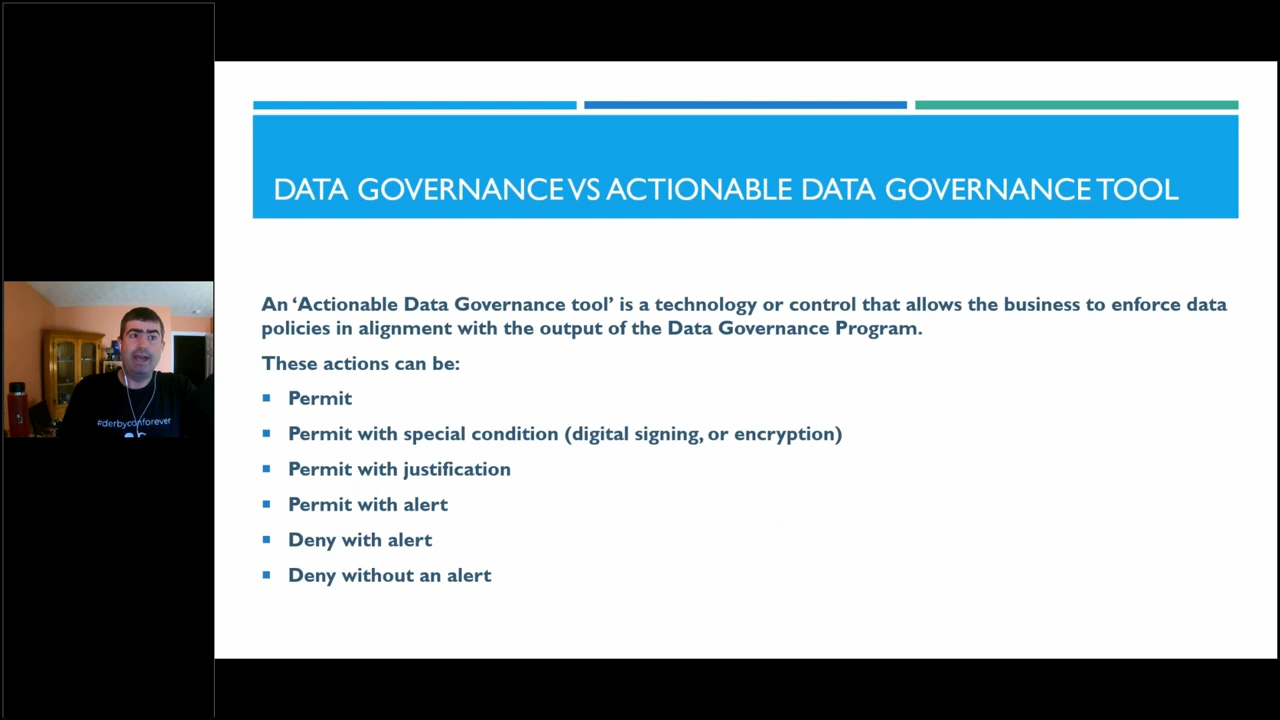 DATA GOVERNANCE VS ACTIONABLE DATA GOVERNANCE TOOL
An ‘Actionable Data Governance tool’ is a technology or control that allows the business to enforce data
policies in alignment with the output of the Data Governance Program.
These actions can be:
Permit
Permit with special condition (digital signing, or encryption)
Permit with justification
Permit with alert
Deny with alert
Deny without an alert
#derbyconforever